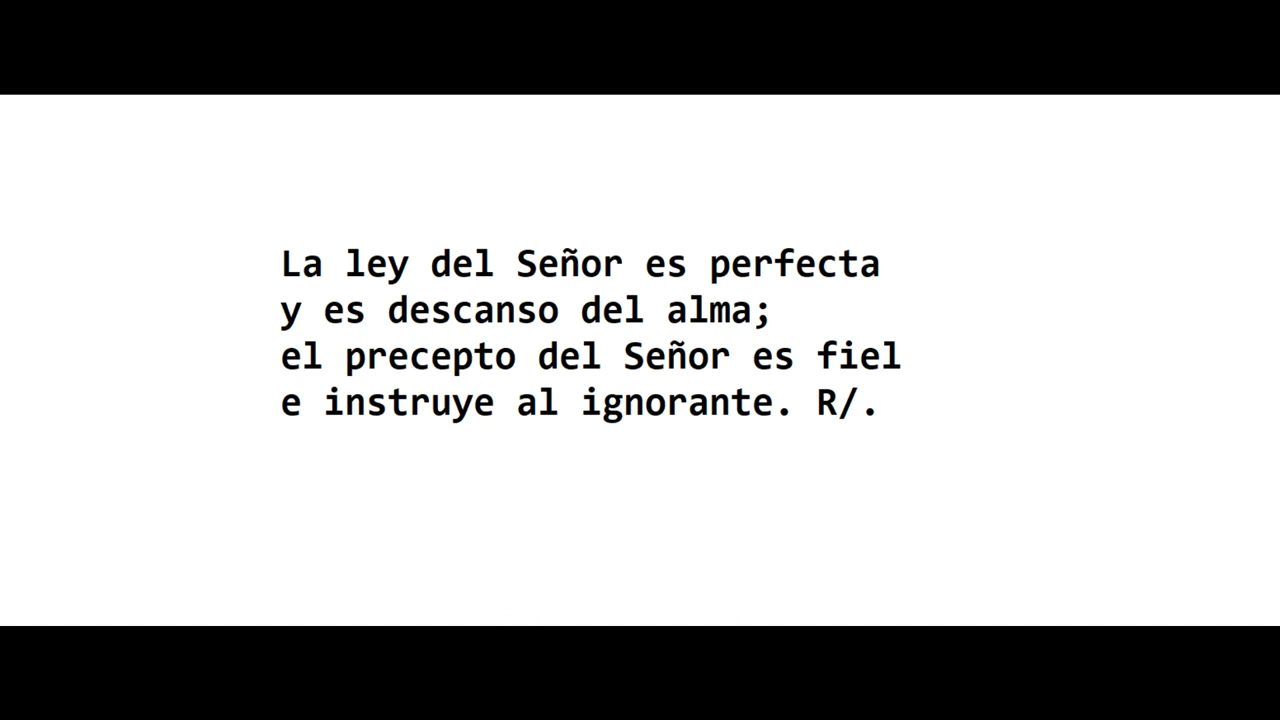 La ley del Señor es perfecta
y es descanso del alma;
el precepto del Señor es fiel
e instruye al ignorante. R/.